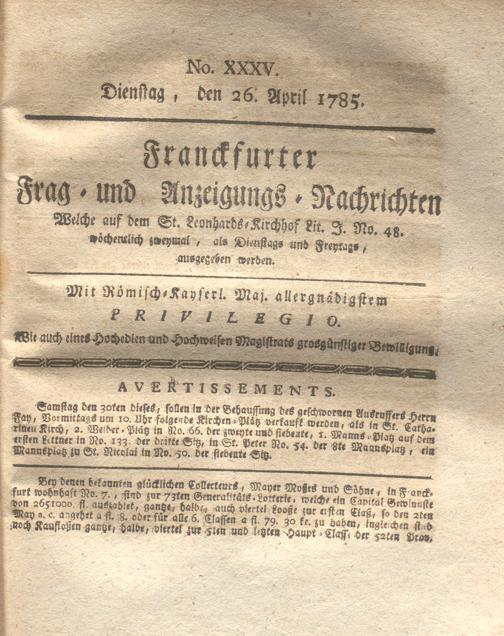 No. XXXV.
Dienstag, den 26. April 1785.
Franckfurter
Frag- und Anzeigungs-Nachrichten
Welche auf dem St. Leonhards-Kirchhof Lit. J. No. 48.
wöchentlich zweymal, als Dienstags und Freytags,
ausgegeben werden.
Mit Römisch-Kayserl. Maj. allergnädigstem
PRIVILEGIO.
Wie auch eines Hochedlen und Hochweisen Magistrats grosgünstiger Bewilligung.
AVERTISSEMENTS.
Samstag den 30ten dieses, sollen in der Behaussung des geschwornen Ausruffers Herrn
Fay, Vormittags um 10. Uhr folgende Kirchen-Plätz verkauft werden, als in St. Catha-
rinen Kirch, 2. Weiber-Plätz in No. 66. der zweyte und siebente, 1. Manns-Platz auf dem
ersten Lettner in No. 133. der dritte Sitz, in St. Peter No. 54. der 8te Mannsplatz, ein
Mannsplatz zu St. Nicolai in No. 50. der siebente Sitz.
Bey denen bekannten glücklichen Collecteurs, Mayer Moses und Söhne, in Franck-
furt wohnhaft No. 7., sind zur 73ten Generalitäts-Lotterie, welche ein Capital Gewinnste
von 2651000 fl. auszahlet, gantze, halbe, auch viertel Looße zur ersten Claß, so den 2ten
May a. c. angehet a fl. 8. oder für alle 6. Classen a fl. 79. 30 kr. zu haben, ingleichen sind
noch Kaufloßen gantze, halbe, viertel zur 5ten und letzten Haupt-Classe der 52ten Prov.